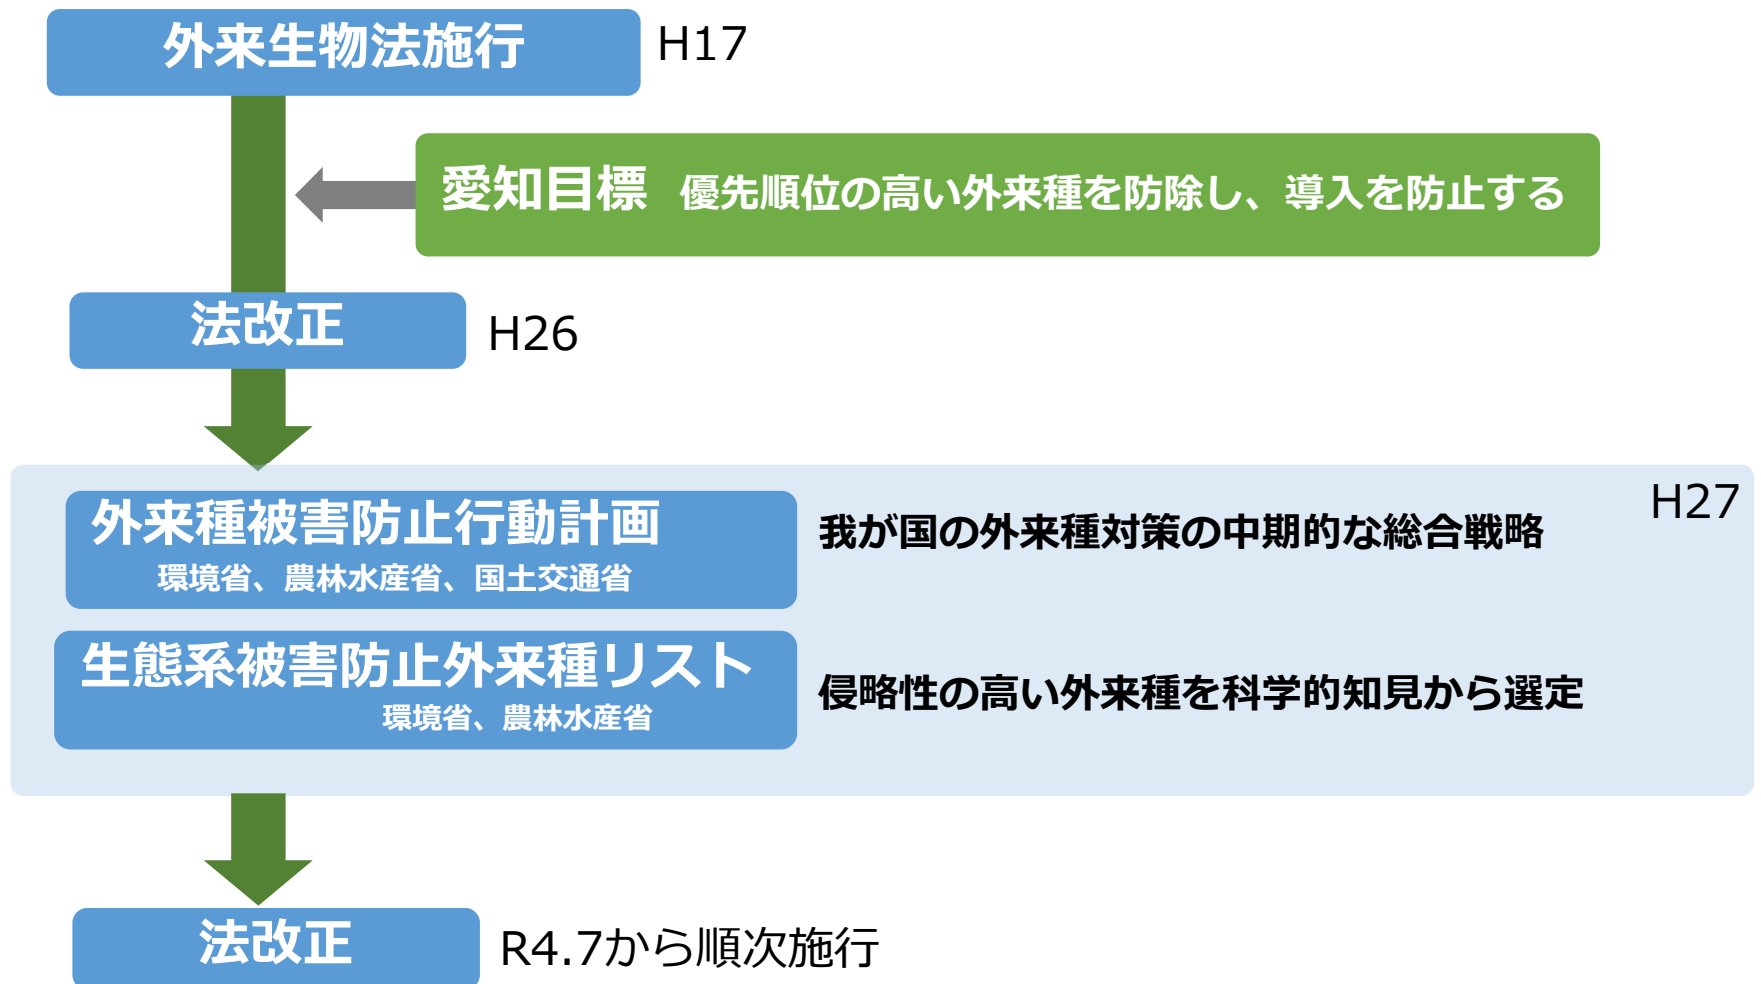 外来生物法施行 H17
愛知目標 優先順位の高い外来種を防除し、導入を防止する
法改正 H26
H27
外来種被害防止行動計画 我が国の外来種対策の中期的な総合戦略
環境省、農林水産省、国土交通省
生態系被害防止外来種リスト 侵略性の高い外来種を科学的知見から選定
環境省、農林水産省
法改正 R4.7から順次施行